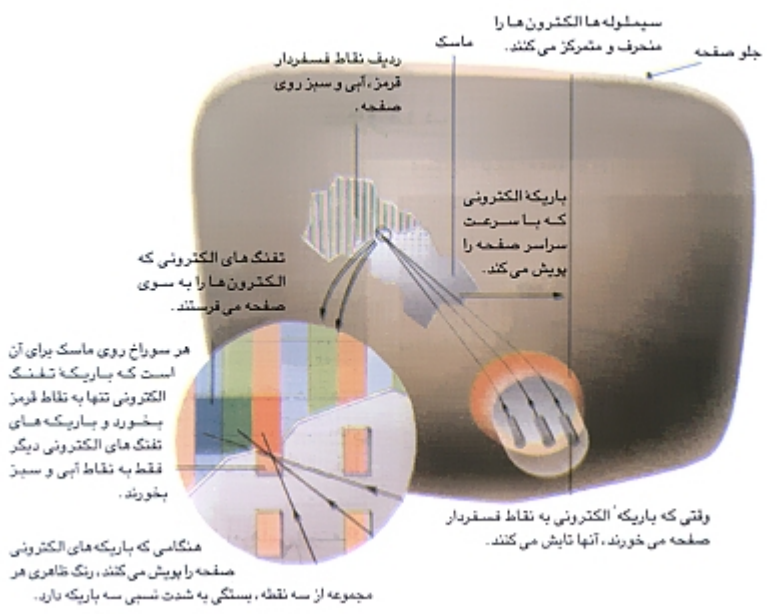 سیملوله‌ها الکترون‌ها را
منحرف و متمرکز می‌کنند.
جلو صفحه
ماسک
ردیف نقاط فسفردار
قرمز، آبی و سبز روی
صفحه.
باریکهٔ الکترونی
که با سرعت
سراسر صفحه را
پویش می‌کند.
تفنگ‌های الکترونی که
الکترون‌ها را به سوی
صفحه می‌فرستند.
هر سوراخ روی ماسک برای آن
است که باریکهٔ تفنگ
الکترونی تنها به نقاط قرمز
بخورد و باریکه‌های
تفنگ‌های الکترونی دیگر
فقط به نقاط آبی و سبز
بخورند.
وقتی که باریکهٔ الکترونی به نقاط فسفردار
صفحه می‌خورند، آنها تابش می‌کنند.
هنگامی که باریکه‌های الکترونی
صفحه را پویش می‌کنند، رنگ ظاهری هر
مجموعه از سه نقطه، بستگی به شدت نسبی سه باریکه دارد.